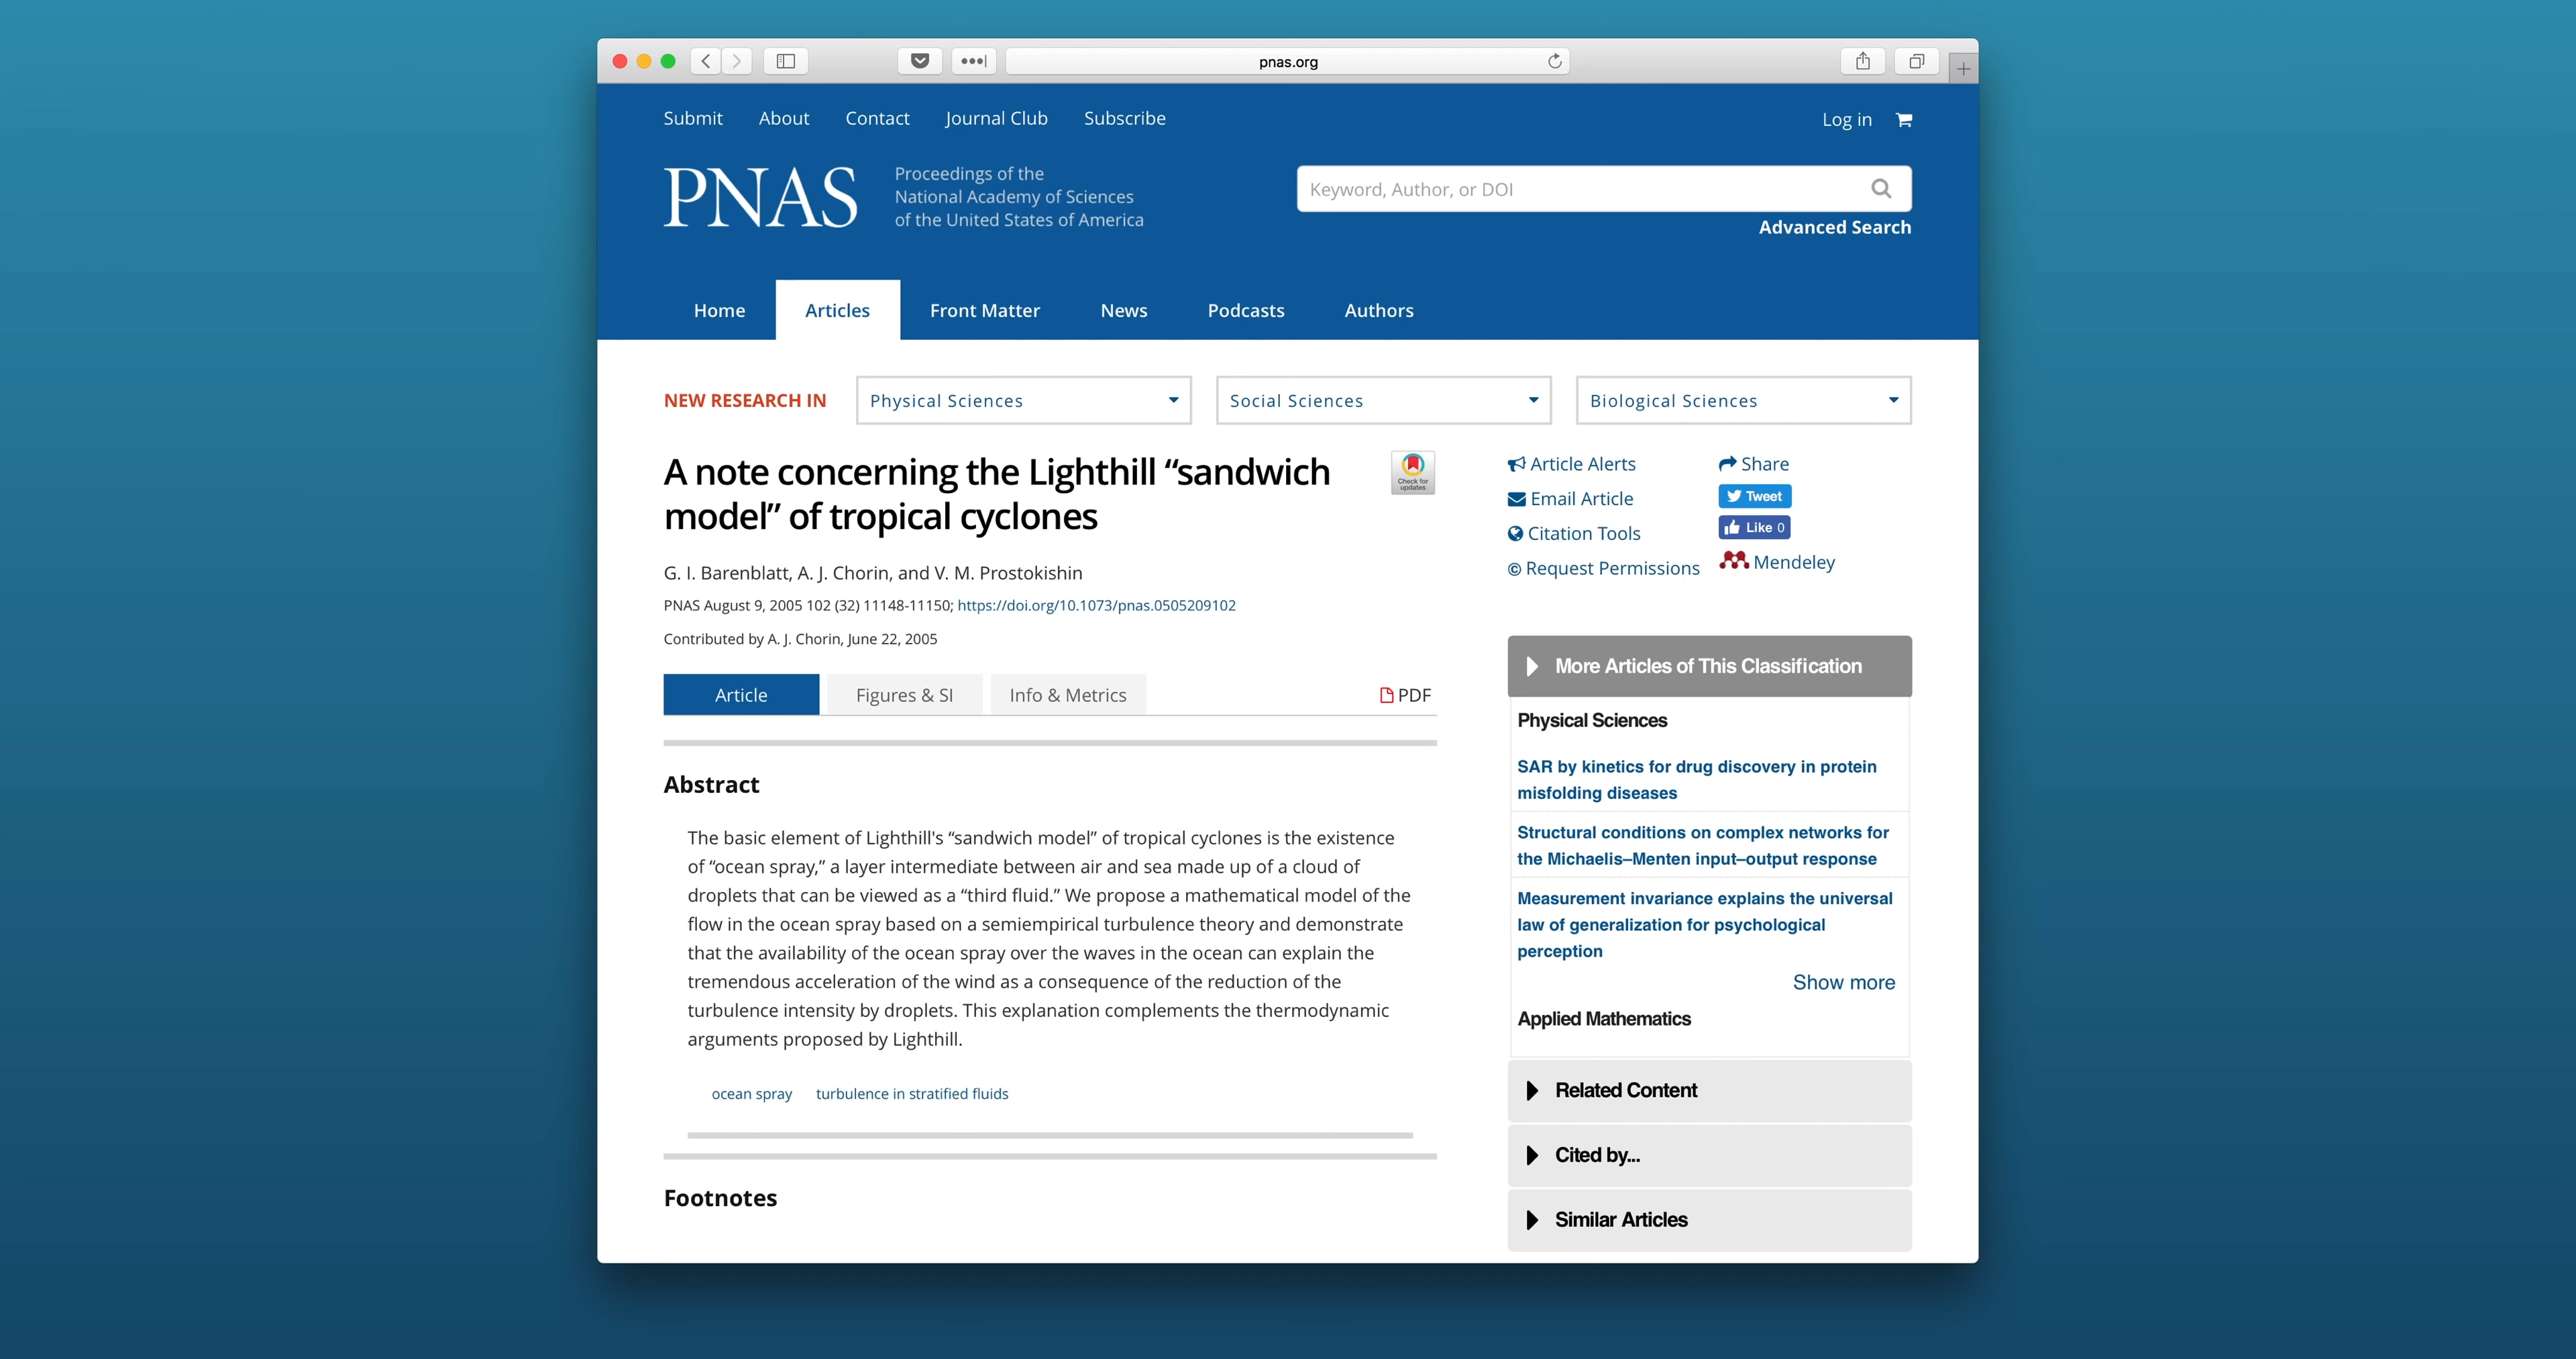 pnas.org
Submit About Contact Journal Club Subscribe
Log in
PNAS
Proceedings of the
National Academy of Sciences
of the United States of America
Keyword, Author, or DOI
Advanced Search
Home Articles Front Matter News Podcasts Authors
NEW RESEARCH IN Physical Sciences Social Sciences Biological Sciences
A note concerning the Lighthill “sandwich
model” of tropical cyclones
Check for
updates
G. I. Barenblatt, A. J. Chorin, and V. M. Prostokishin
PNAS August 9, 2005 102 (32) 11148-11150; https://doi.org/10.1073/pnas.0505209102
Contributed by A. J. Chorin, June 22, 2005
Article Figures & SI Info & Metrics PDF
Abstract
The basic element of Lighthill's “sandwich model” of tropical cyclones is the existence
of “ocean spray,” a layer intermediate between air and sea made up of a cloud of
droplets that can be viewed as a “third fluid.” We propose a mathematical model of the
flow in the ocean spray based on a semiempirical turbulence theory and demonstrate
that the availability of the ocean spray over the waves in the ocean can explain the
tremendous acceleration of the wind as a consequence of the reduction of the
turbulence intensity by droplets. This explanation complements the thermodynamic
arguments proposed by Lighthill.
ocean spray turbulence in stratified fluids
Footnotes
Article Alerts
Email Article
Citation Tools
© Request Permissions
Share
Tweet
Like 0
Mendeley
More Articles of This Classification
Physical Sciences
SAR by kinetics for drug discovery in protein
misfolding diseases
Structural conditions on complex networks for
the Michaelis–Menten input–output response
Measurement invariance explains the universal
law of generalization for psychological
perception
Show more
Applied Mathematics
Related Content
Cited by...
Similar Articles